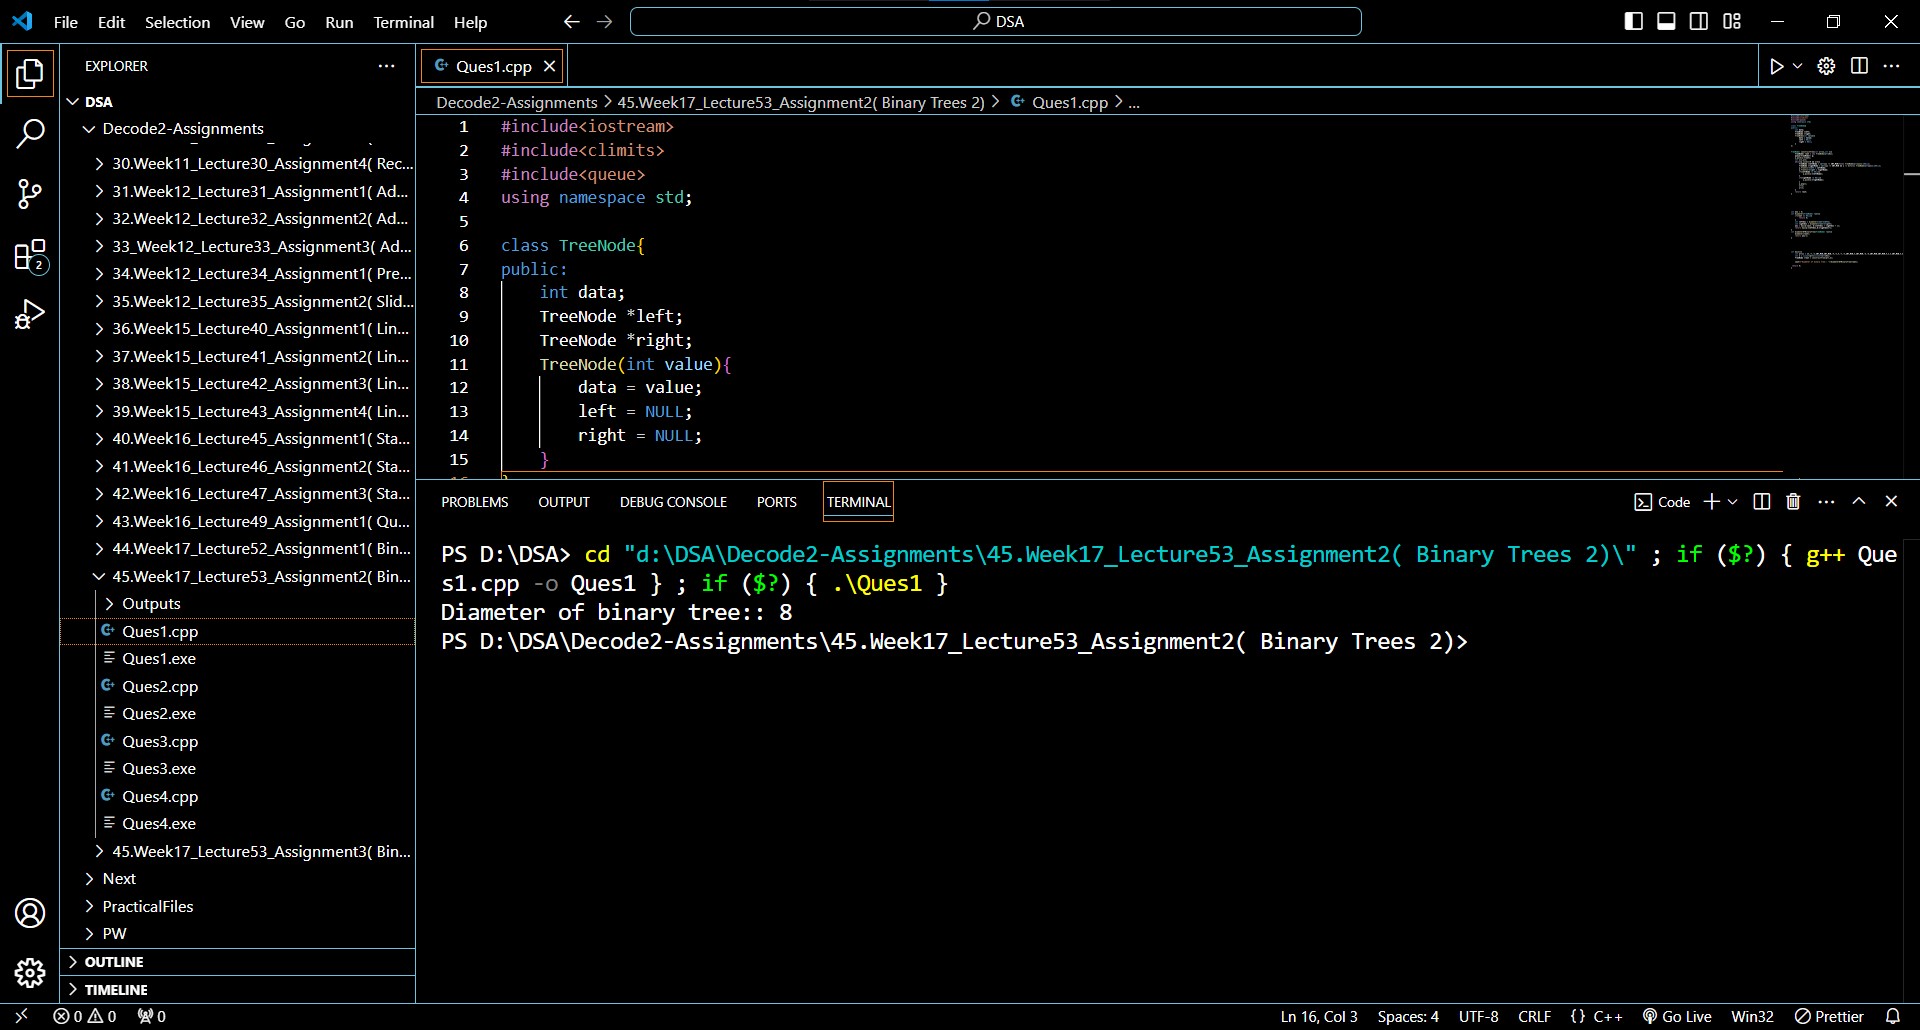 File Edit Selection View Go Run Terminal Help
DSA
EXPLORER
DSA
Decode2-Assignments
30.Week11_Lecture30_Assignment4( Rec...
31.Week12_Lecture31_Assignment1( Ad...
32.Week12_Lecture32_Assignment2( Ad...
33_Week12_Lecture33_Assignment3( Ad...
34.Week12_Lecture34_Assignment1( Pre...
35.Week12_Lecture35_Assignment2( Slid...
36.Week15_Lecture40_Assignment1( Lin...
37.Week15_Lecture41_Assignment2( Lin...
38.Week15_Lecture42_Assignment3( Lin...
39.Week15_Lecture43_Assignment4( Lin...
40.Week16_Lecture45_Assignment1( Sta...
41.Week16_Lecture46_Assignment2( Sta...
42.Week16_Lecture47_Assignment3( Sta...
43.Week16_Lecture49_Assignment1( Qu...
44.Week17_Lecture52_Assignment1( Bin...
45.Week17_Lecture53_Assignment2( Bin...
Outputs
Ques1.cpp
Ques1.exe
Ques2.cpp
Ques2.exe
Ques3.cpp
Ques3.exe
Ques4.cpp
Ques4.exe
45.Week17_Lecture53_Assignment3( Bin...
Next
PracticalFiles
PW
OUTLINE
TIMELINE
2
Ques1.cpp
Decode2-Assignments > 45.Week17_Lecture53_Assignment2( Binary Trees 2) > Ques1.cpp > ...
1 #include<iostream>
2 #include<climits>
3 #include<queue>
4 using namespace std;
5
6 class TreeNode{
7 public:
8 int data;
9 TreeNode *left;
10 TreeNode *right;
11 TreeNode(int value){
12 data = value;
13 left = NULL;
14 right = NULL;
15 }
PROBLEMS OUTPUT DEBUG CONSOLE PORTS TERMINAL
Code
PS D:\DSA> cd "d:\DSA\Decode2-Assignments\45.Week17_Lecture53_Assignment2( Binary Trees 2)\" ; if ($?) { g++ Que
s1.cpp -o Ques1 } ; if ($?) { .\Ques1 }
Diameter of binary tree:: 8
PS D:\DSA\Decode2-Assignments\45.Week17_Lecture53_Assignment2( Binary Trees 2)>
0 0 0
Ln 16, Col 3 Spaces: 4 UTF-8 CRLF {} C++ Go Live Win32 Prettier